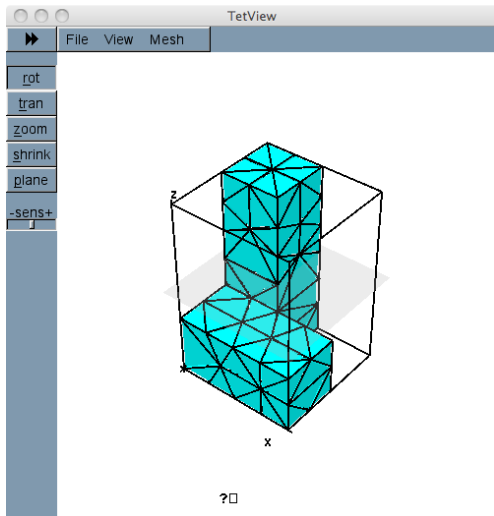 TetView
File View Mesh
rot
tran
zoom
shrink
plane
-sens+
z
x
?